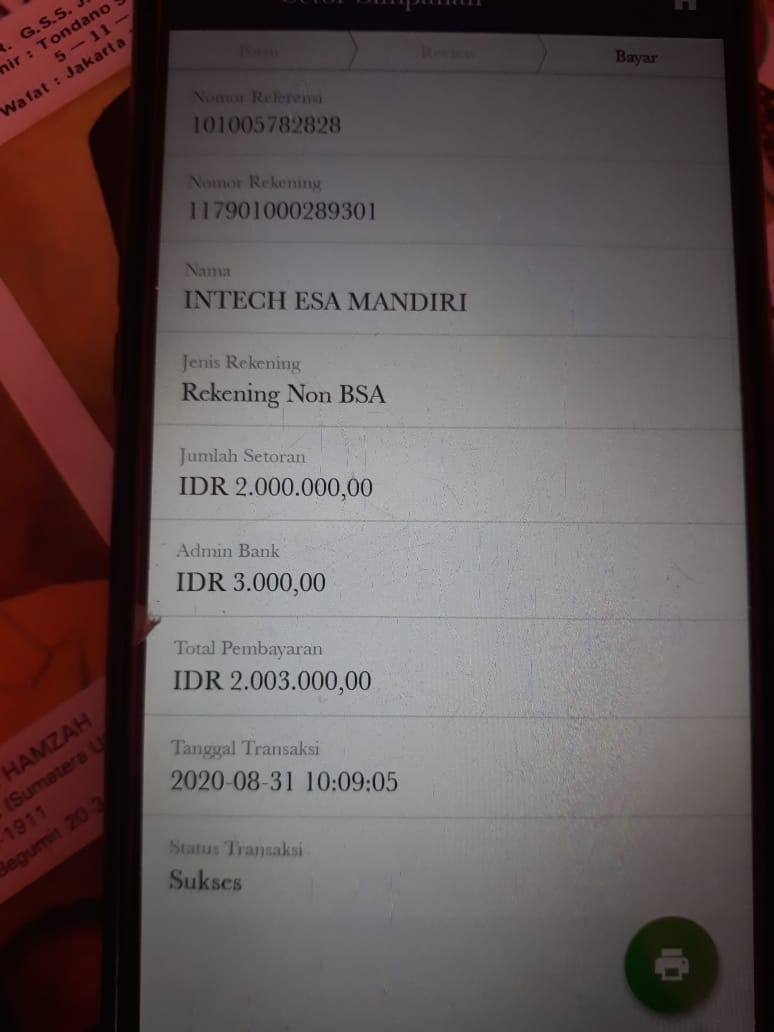 Setor Simpanan
G.S.S. J.
nir : Tondano
5 – 11 –
Wafat : Jakarta
Form
Review
Bayar
Nomor Referensi
101005782828
Nomor Rekening
117901000289301
Nama
INTECH ESA MANDIRI
Jenis Rekening
Rekening Non BSA
Jumlah Setoran
IDR 2.000.000,00
Admin Bank
IDR 3.000,00
Total Pembayaran
IDR 2.003.000,00
Tanggal Transaksi
2020-08-31 10:09:05
Status Transaksi
Sukses
HAMZAH
(Sumatera U
-1911
Begumit 20-3